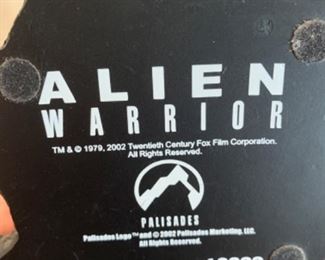 ALIEN
WARRIOR
TM & © 1979, 2002 Twentieth Century Fox Film Corporation.
All Rights Reserved.
PALISADES
Palisades Logo™ and © 2002 Palisades Marketing, LLC.
All Rights Reserved.